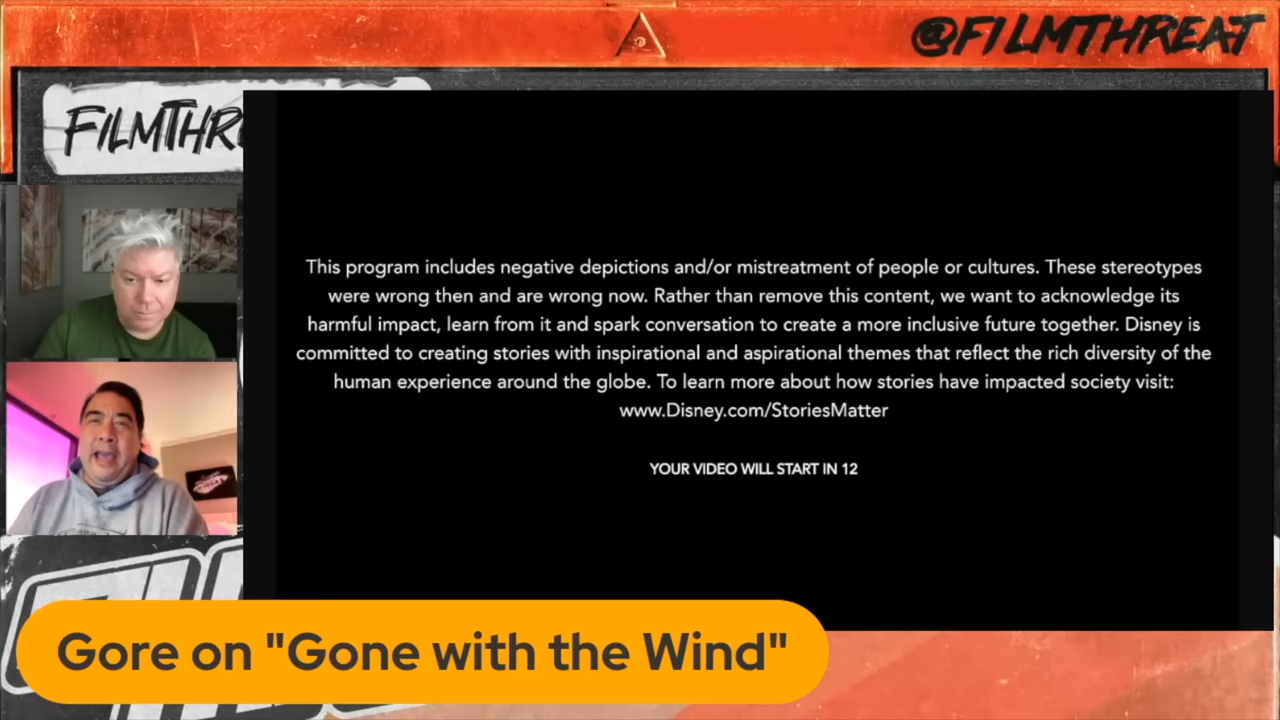 @FILMTHREAT
This program includes negative depictions and/or mistreatment of people or cultures. These stereotypes
were wrong then and are wrong now. Rather than remove this content, we want to acknowledge its
harmful impact, learn from it and spark conversation to create a more inclusive future together. Disney is
committed to creating stories with inspirational and aspirational themes that reflect the rich diversity of the
human experience around the globe. To learn more about how stories have impacted society visit:
www.Disney.com/StoriesMatter
YOUR VIDEO WILL START IN 12
Gore on "Gone with the Wind"